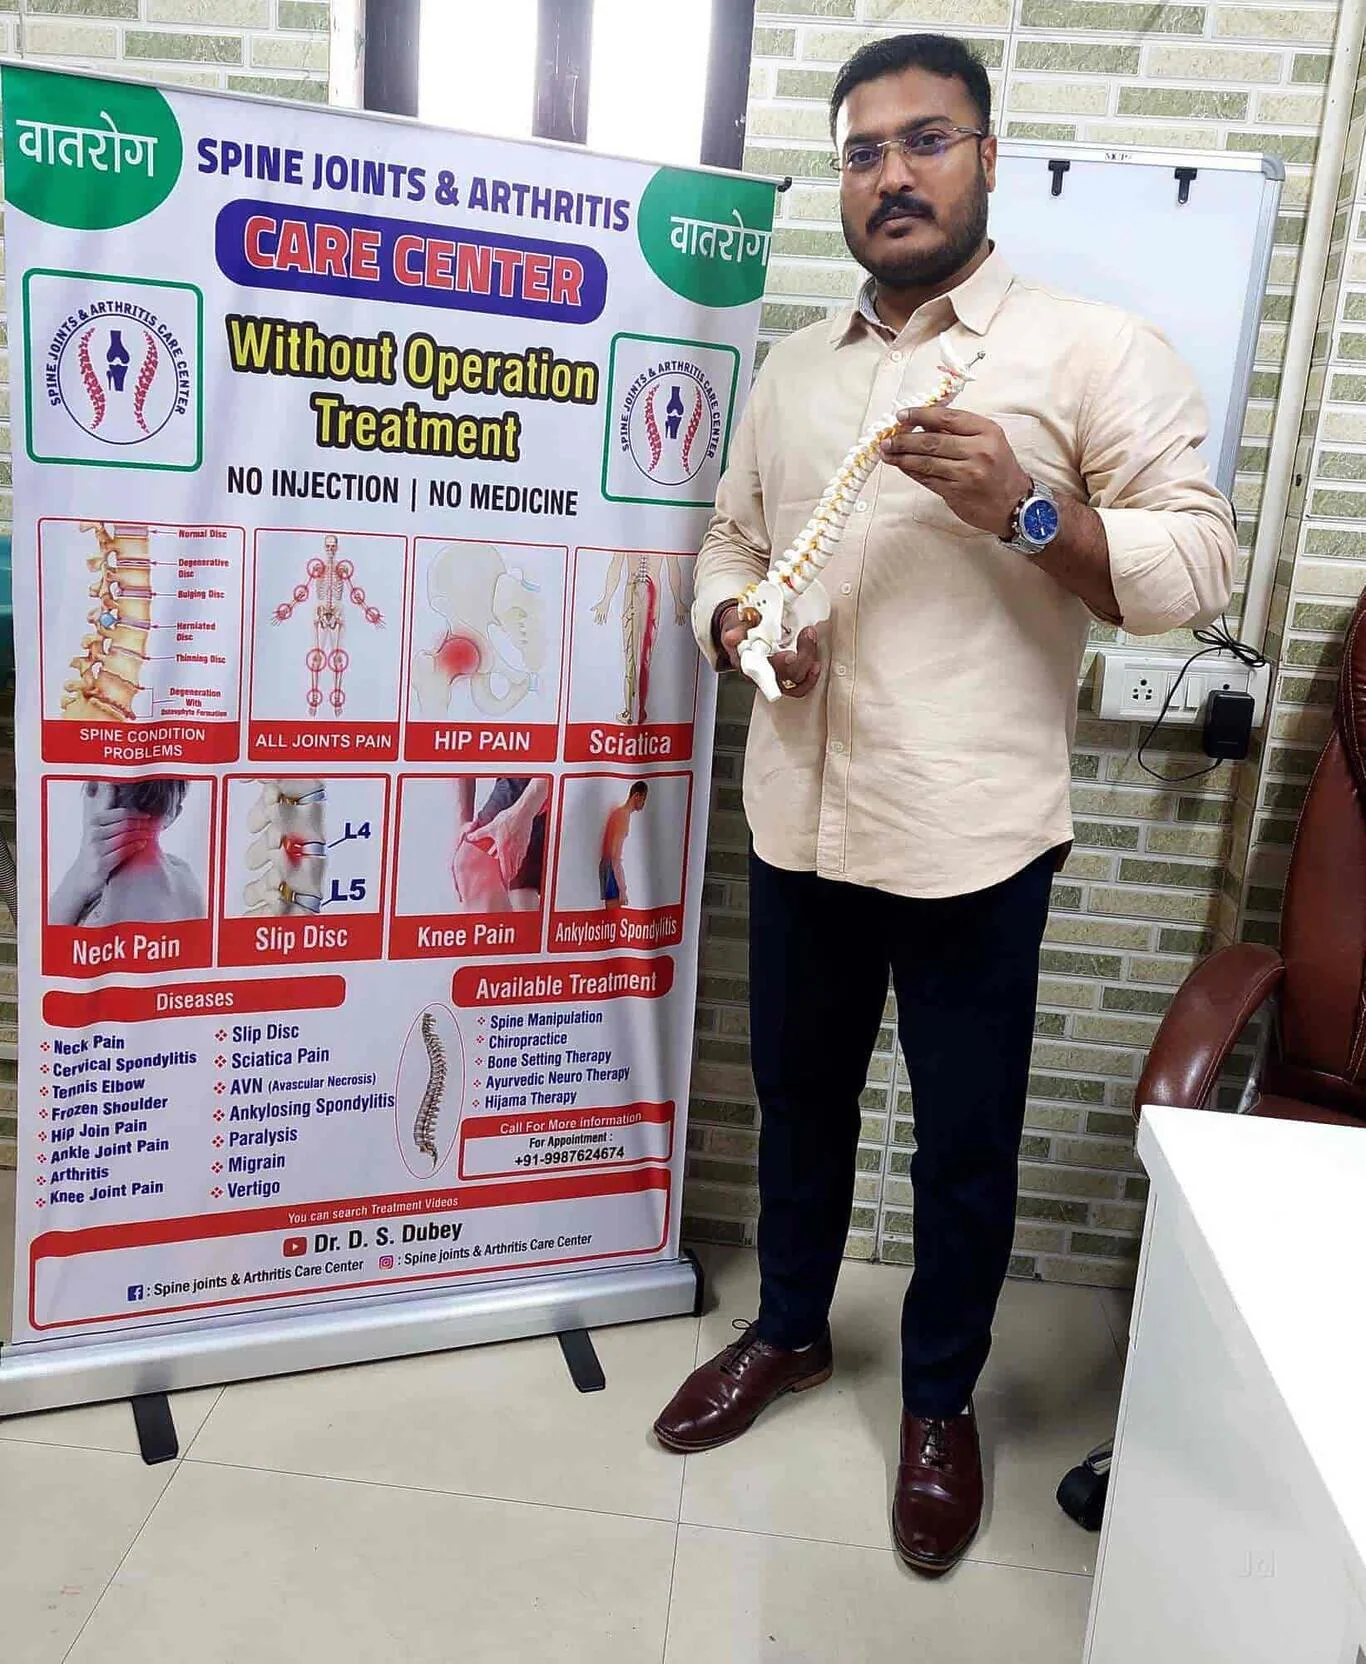 वातरोग
SPINE JOINTS & ARTHRITIS
वातरोग
CARE CENTER
SPINE JOINTS & ARTHRITIS CARE CENTER
Without Operation
Treatment
SPINE JOINTS & ARTHRITIS CARE CENTER
NO INJECTION | NO MEDICINE
Normal Disc
Degenerative
Disc
Bulging Disc
Herniated
Disc
Thinning Disc
Degeneration
With
Osteophyte Formation
SPINE CONDITION
PROBLEMS
ALL JOINTS PAIN
HIP PAIN
Sciatica
L4
L5
Neck Pain
Slip Disc
Knee Pain
Ankylosing Spondylitis
Diseases
Neck Pain
Cervical Spondylitis
Tennis Elbow
Frozen Shoulder
Hip Join Pain
Ankle Joint Pain
Arthritis
Knee Joint Pain
Slip Disc
Sciatica Pain
AVN (Avascular Necrosis)
Ankylosing Spondylitis
Paralysis
Migrain
Vertigo
Available Treatment
Spine Manipulation
Chiropractice
Bone Setting Therapy
Ayurvedic Neuro Therapy
Hijama Therapy
Call For More information
For Appointment :
+91-9987624674
You can search Treatment Videos
Dr. D. S. Dubey
: Spine joints & Arthritis Care Center
: Spine joints & Arthritis Care Center
Jd